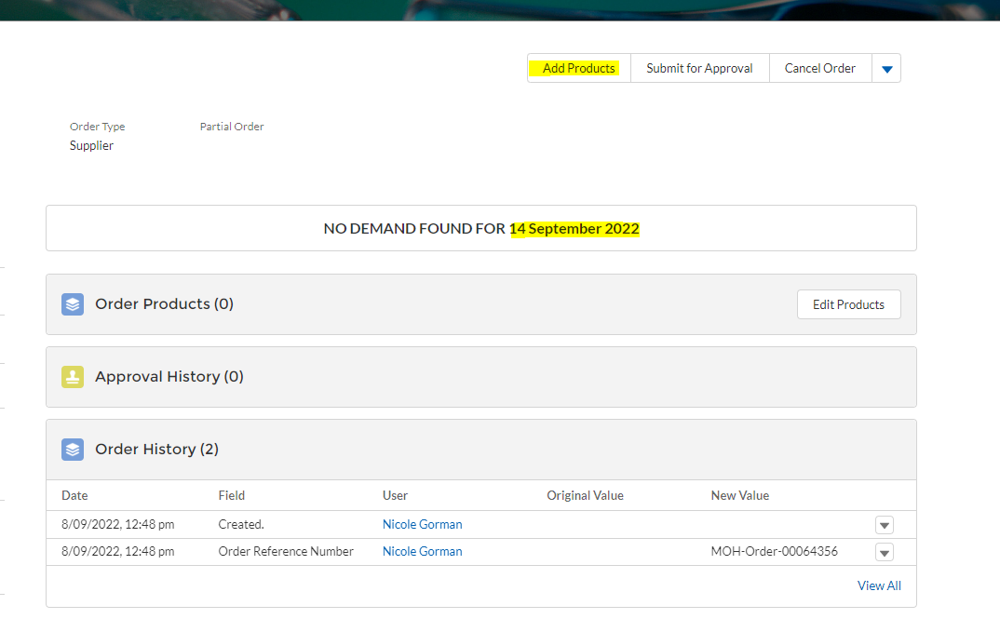 Add Products Submit for Approval Cancel Order
Order Type Partial Order
Supplier
NO DEMAND FOUND FOR 14 September 2022
Order Products (0) Edit Products
Approval History (0)
Order History (2)
Date Field User Original Value New Value
8/09/2022, 12:48 pm Created. Nicole Gorman
8/09/2022, 12:48 pm Order Reference Number Nicole Gorman MOH-Order-00064356
View All